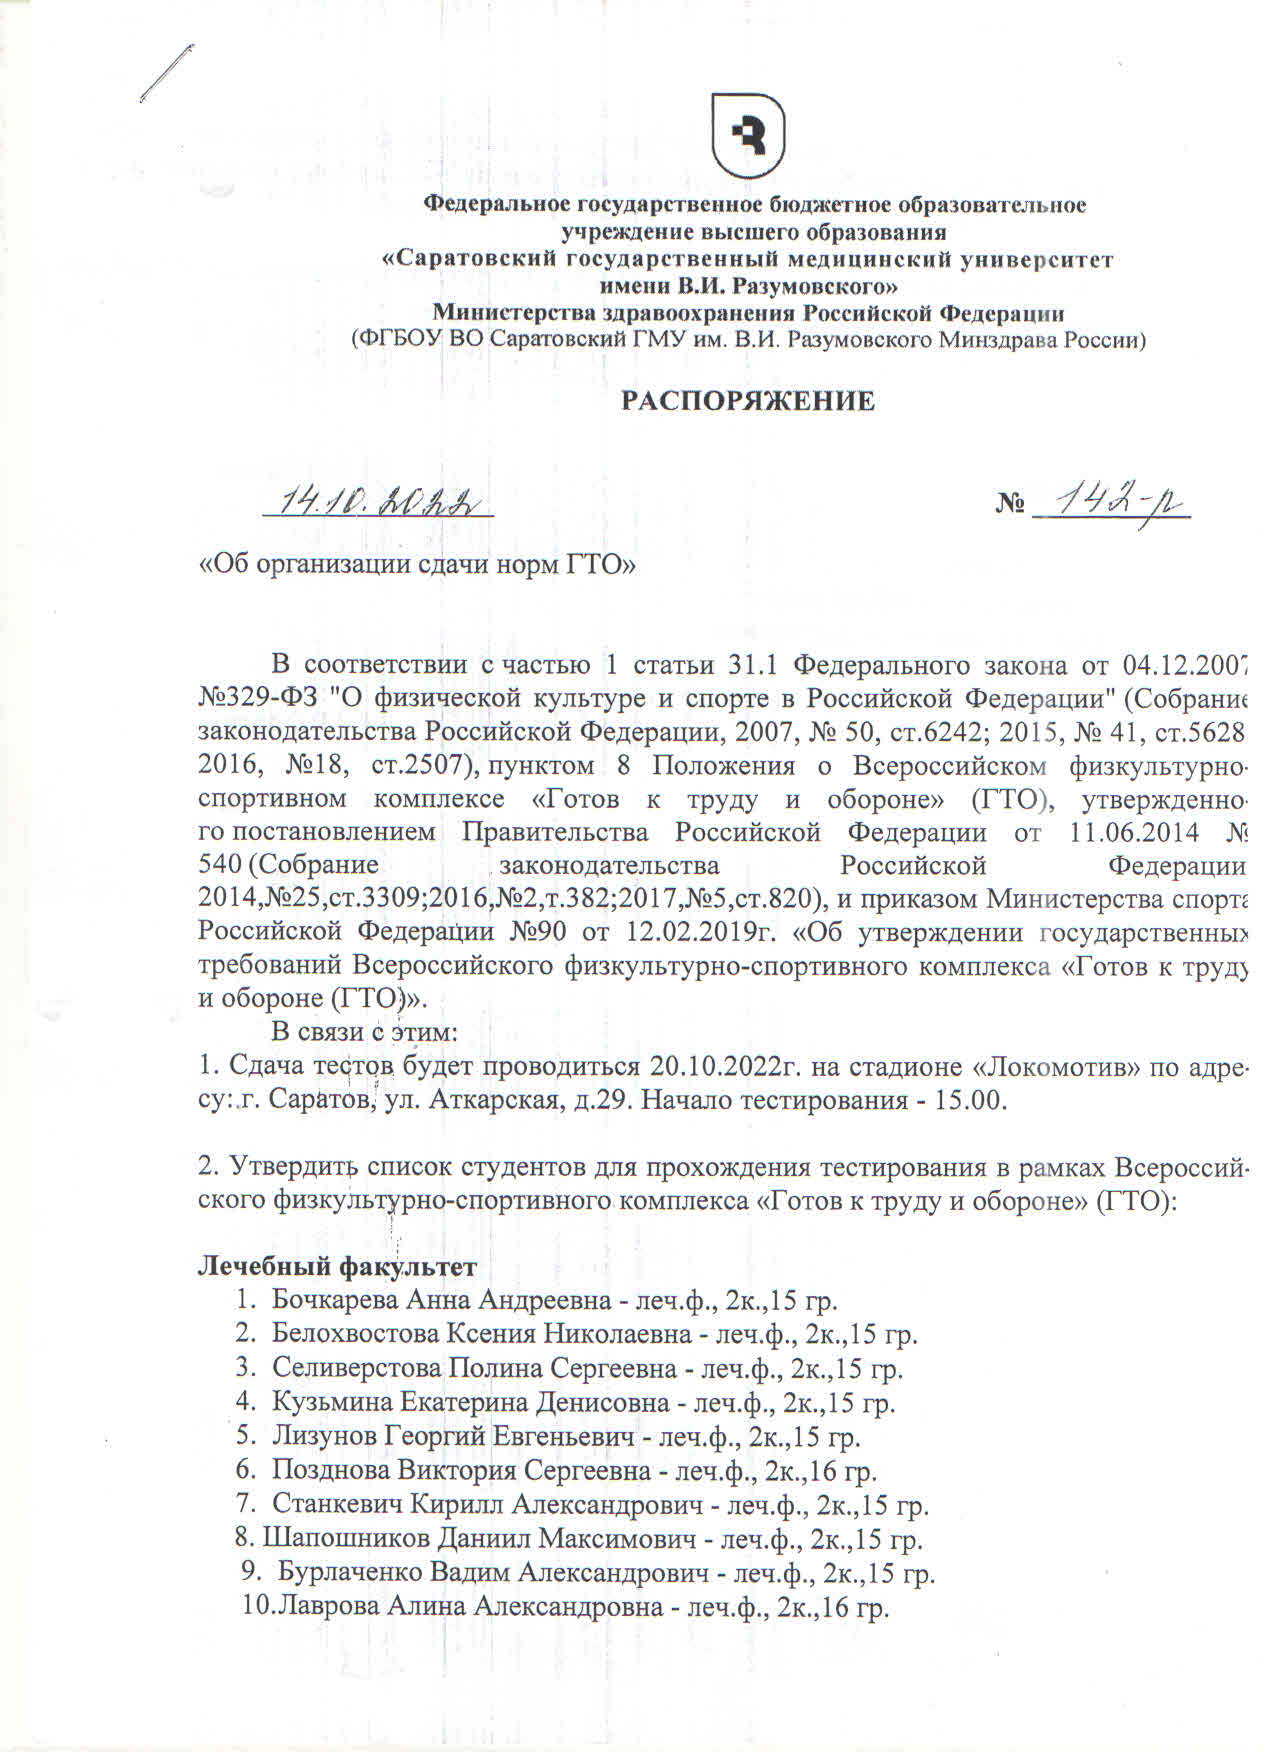 Федеральное государственное бюджетное образовательное
учреждение высшего образования
«Саратовский государственный медицинский университет
имени В.И. Разумовского»
Министерства здравоохранения Российской Федерации
(ФГБОУ ВО Саратовский ГМУ им. В.И. Разумовского Минздрава России)
РАСПОРЯЖЕНИЕ
14.10.2022 № 142-р
«Об организации сдачи норм ГТО»
В соответствии с частью 1 статьи 31.1 Федерального закона от 04.12.2007
№329-ФЗ "О физической культуре и спорте в Российской Федерации" (Собрание
законодательства Российской Федерации, 2007, № 50, ст.6242; 2015, № 41, ст.5628
2016, №18, ст.2507), пунктом 8 Положения о Всероссийском физкультурно-
спортивном комплексе «Готов к труду и обороне» (ГТО), утвержденно-
го постановлением Правительства Российской Федерации от 11.06.2014 №
540 (Собрание законодательства Российской Федерации
2014,№25,ст.3309;2016,№2,т.382;2017,№5,ст.820), и приказом Министерства спорта
Российской Федерации №90 от 12.02.2019г. «Об утверждении государственных
требований Всероссийского физкультурно-спортивного комплекса «Готов к труду
и обороне (ГТО)».
В связи с этим:
1. Сдача тестов будет проводиться 20.10.2022г. на стадионе «Локомотив» по адре-
су: г. Саратов, ул. Аткарская, д.29. Начало тестирования - 15.00.
2. Утвердить список студентов для прохождения тестирования в рамках Всероссий-
ского физкультурно-спортивного комплекса «Готов к труду и обороне» (ГТО):
Лечебный факультет
1. Бочкарева Анна Андреевна - леч.ф., 2к.,15 гр.
2. Белохвостова Ксения Николаевна - леч.ф., 2к.,15 гр.
3. Селиверстова Полина Сергеевна - леч.ф., 2к.,15 гр.
4. Кузьмина Екатерина Денисовна - леч.ф., 2к.,15 гр.
5. Лизунов Георгий Евгеньевич - леч.ф., 2к.,15 гр.
6. Позднова Виктория Сергеевна - леч.ф., 2к.,16 гр.
7. Станкевич Кирилл Александрович - леч.ф., 2к.,15 гр.
8. Шапошников Даниил Максимович - леч.ф., 2к.,15 гр.
9. Бурлаченко Вадим Александрович - леч.ф., 2к.,15 гр.
10.Лаврова Алина Александровна - леч.ф., 2к.,16 гр.